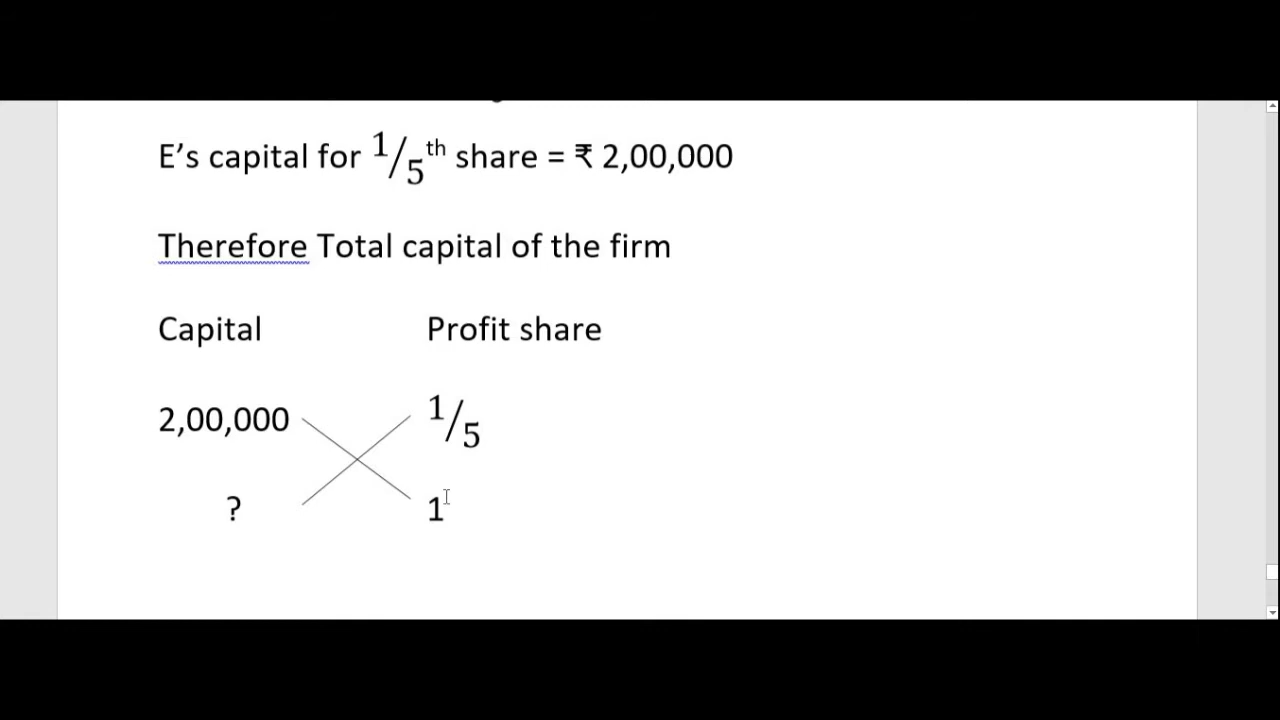 E’s capital for 1/5th share = ₹ 2,00,000
Therefore Total capital of the firm
Capital Profit share
2,00,000 1/5
? 1